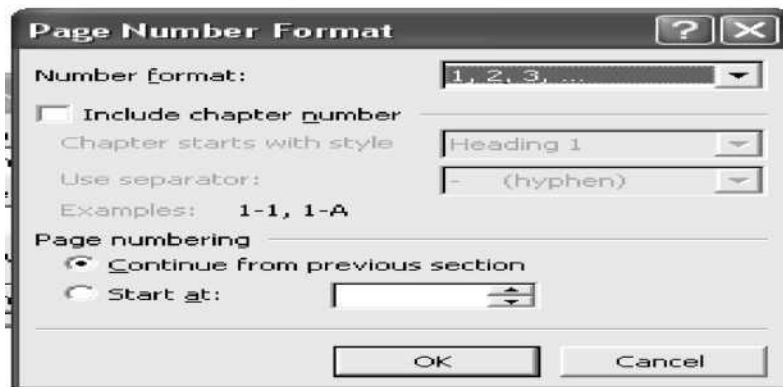 Page Number Format
Number format: 1, 2, 3, ...
Include chapter number
Chapter starts with style Heading 1
Use separator: - (hyphen)
Examples: 1-1, 1-A
Page numbering
Continue from previous section
Start at:
OK Cancel